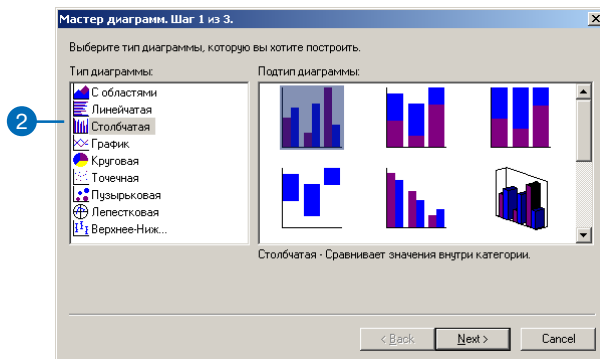 Мастер диаграмм. Шаг 1 из 3.
Выберите тип диаграммы, которую вы хотите построить.
Тип диаграммы:
Подтип диаграммы:
С областями
Линейчатая
2
Столбчатая
График
Круговая
Точечная
Пузырьковая
Лепестковая
Верхнее-Ниж...
Столбчатая - Сравнивает значения внутри категории.
< Back
Next >
Cancel